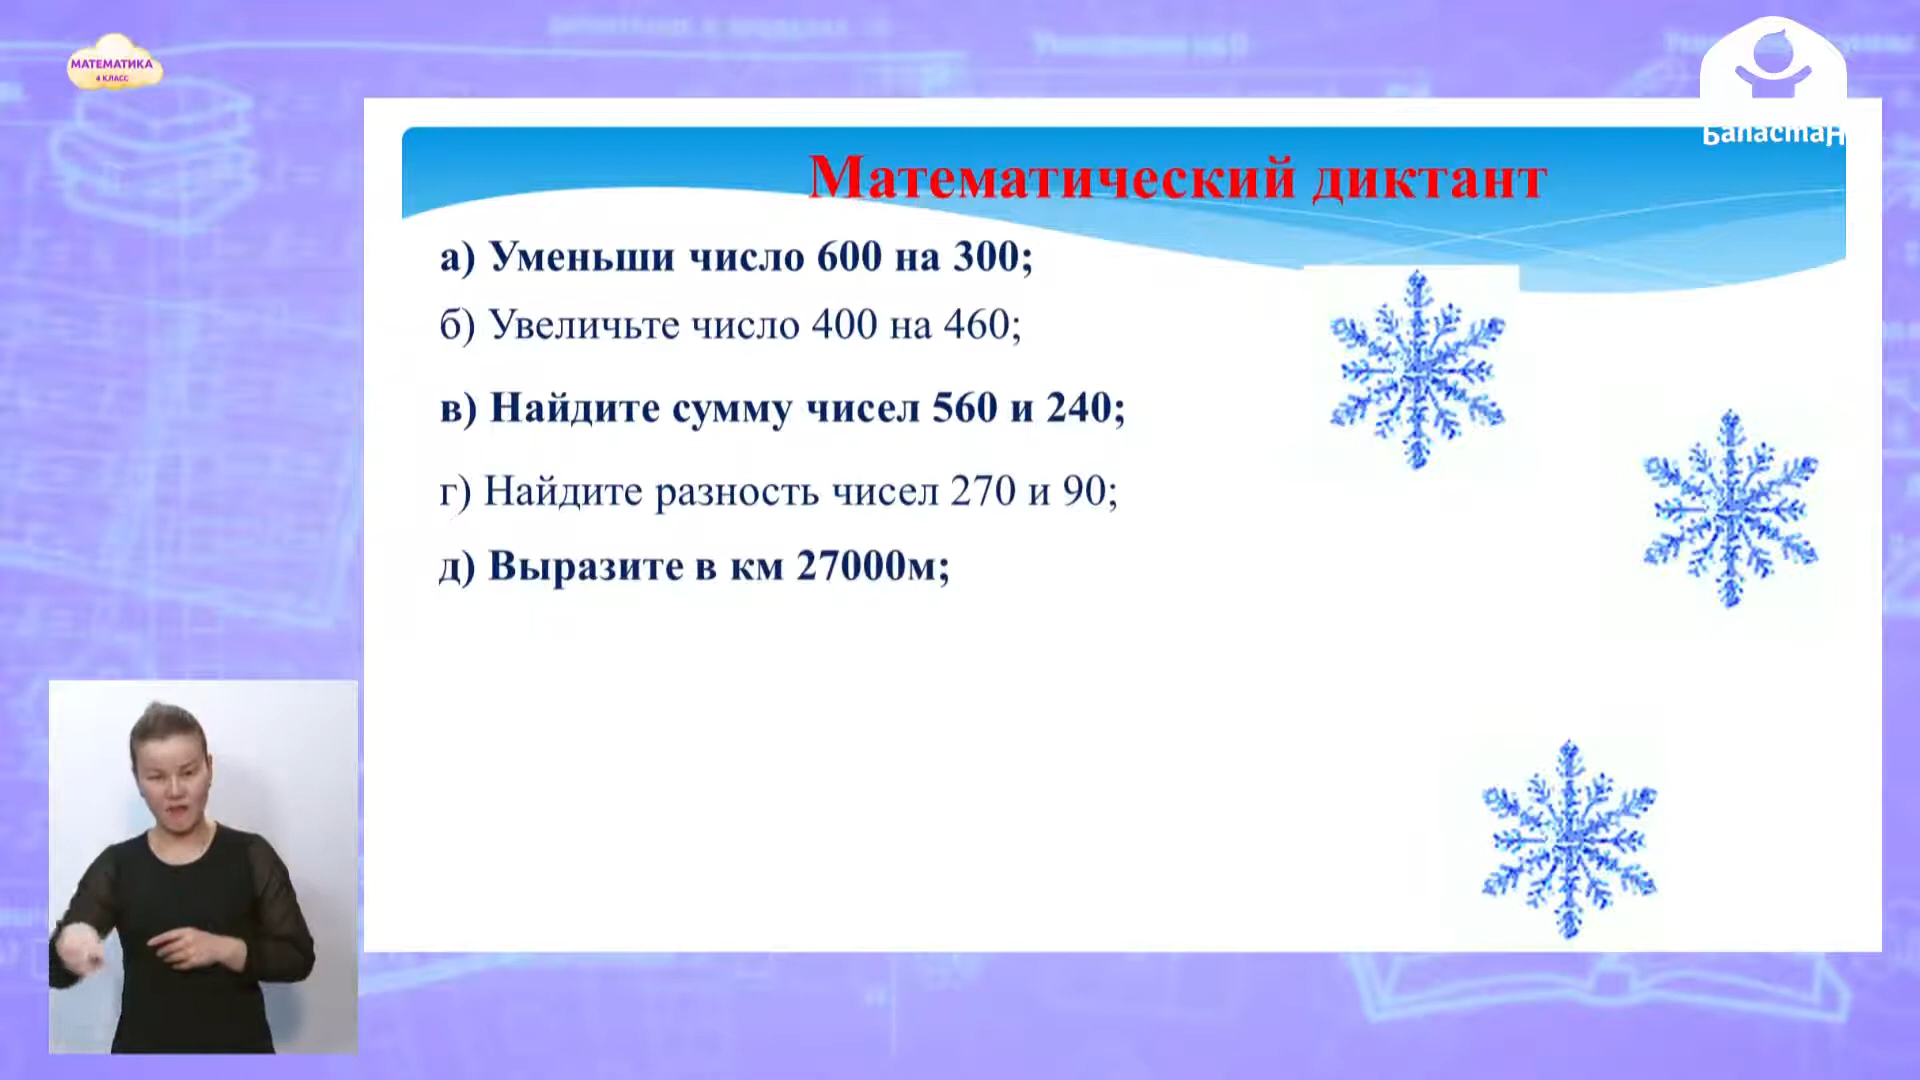 МАТЕМАТИКА
4 КЛАСС
Баластан
Математический диктант
а) Уменьши число 600 на 300;
б) Увеличьте число 400 на 460;
в) Найдите сумму чисел 560 и 240;
г) Найдите разность чисел 270 и 90;
д) Выразите в км 27000м;